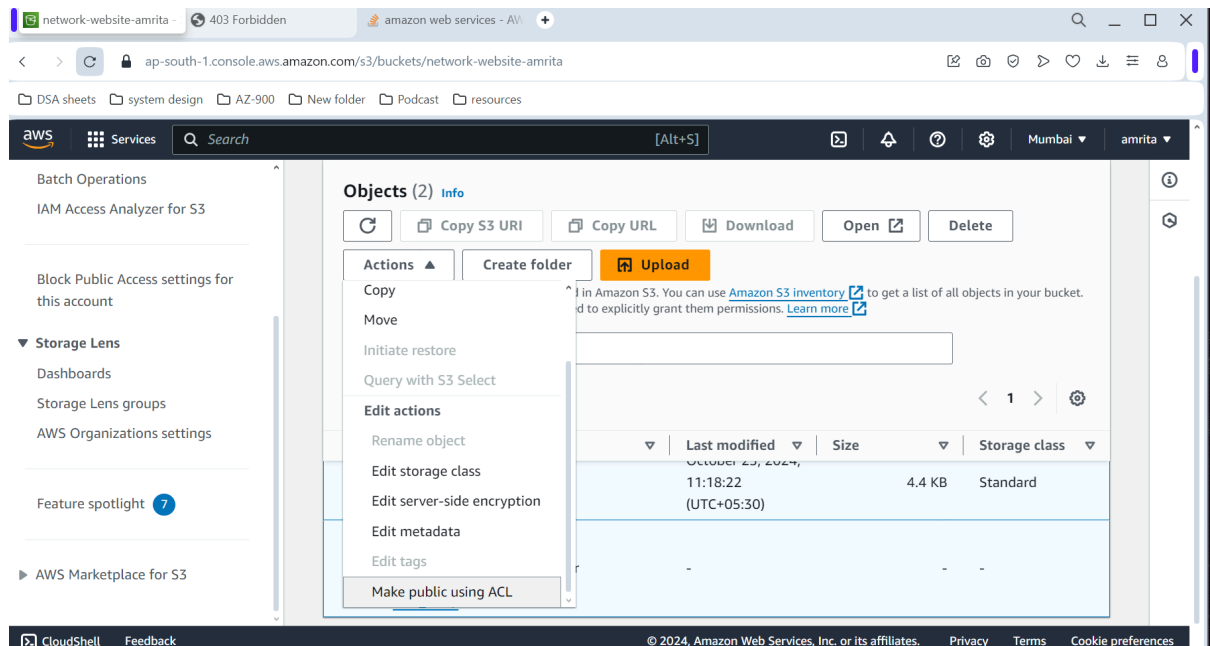 network-website-amrita -
403 Forbidden
amazon web services - AW
ap-south-1.console.aws.amazon.com/s3/buckets/network-website-amrita
DSA sheets
system design
AZ-900
New folder
Podcast
resources
aws
Services
Search
[Alt+S]
Mumbai
amrita
Batch Operations
IAM Access Analyzer for S3
Block Public Access settings for
this account
Storage Lens
Dashboards
Storage Lens groups
AWS Organizations settings
Feature spotlight 7
AWS Marketplace for S3
Objects (2) Info
Copy S3 URI
Copy URL
Download
Open
Delete
Actions
Create folder
Upload
in Amazon S3. You can use Amazon S3 inventory to get a list of all objects in your bucket.
to explicitly grant them permissions. Learn more
Copy
Move
Initiate restore
Query with S3 Select
Edit actions
Rename object
Edit storage class
Edit server-side encryption
Edit metadata
Edit tags
Make public using ACL
1
Last modified
Size
Storage class
October 23, 2024,
11:18:22
(UTC+05:30)
4.4 KB
Standard
-
-
-
CloudShell
Feedback
© 2024, Amazon Web Services, Inc. or its affiliates.
Privacy
Terms
Cookie preferences